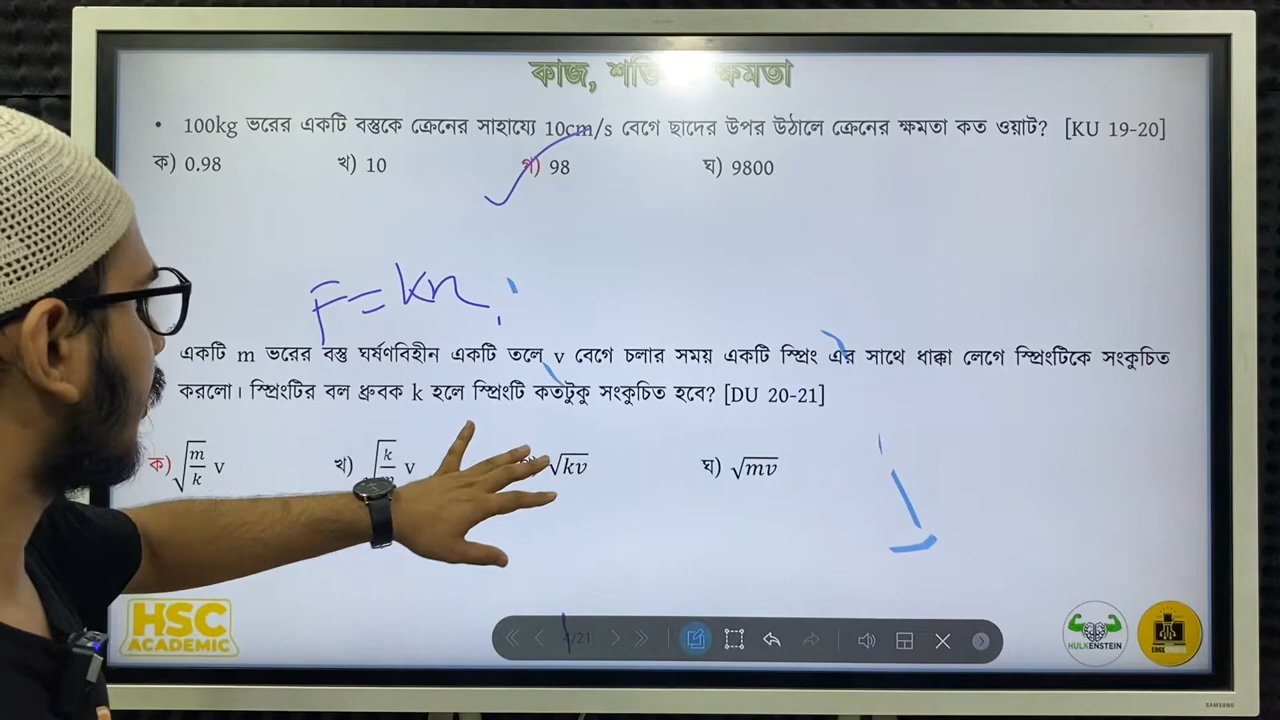 কাজ, শক্তি ক্ষমতা
• 100kg ভরের একটি বস্তুকে ক্রেনের সাহায্যে 10cm/s বেগে ছাদের উপর উঠালে ক্রেনের ক্ষমতা কত ওয়াট? [KU 19-20]
ক) 0.98 খ) 10 গ) 98 ঘ) 9800
F = kx
একটি m ভরের বস্তু ঘর্ষণবিহীন একটি তলে v বেগে চলার সময় একটি স্প্রিং এর সাথে ধাক্কা লেগে স্প্রিংটিকে সংকুচিত
করলো। স্প্রিংটির বল ধ্রুবক k হলে স্প্রিংটি কতটুকু সংকুচিত হবে? [DU 20-21]
ক) √(m/k) v খ) v √kv ঘ) √mv
HSC
ACADEMIC
/21
HULKENSTEIN
SAMSUNG